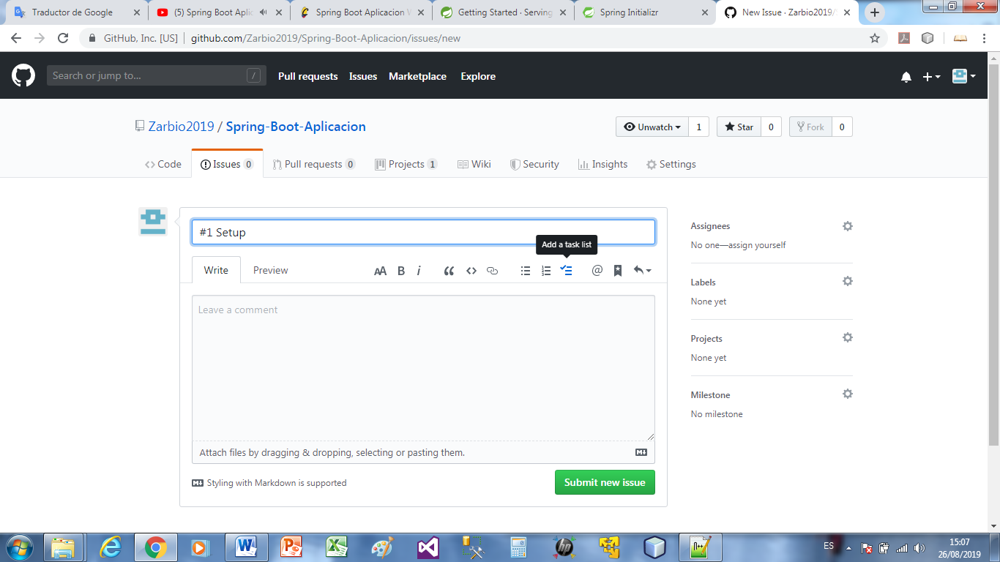 Traductor de Google
(5) Spring Boot Aplic
Spring Boot Aplicacion W
Getting Started · Serving
Spring Initializr
New Issue · Zarbio2019/
GitHub, Inc. [US] | github.com/Zarbio2019/Spring-Boot-Aplicacion/issues/new
Search or jump to... /
Pull requests Issues Marketplace Explore
Zarbio2019 / Spring-Boot-Aplicacion
Unwatch 1 Star 0 Fork 0
Code Issues 0 Pull requests 0 Projects 1 Wiki Security Insights Settings
#1 Setup
Add a task list
Write Preview AA B i @
Leave a comment
Attach files by dragging & dropping, selecting or pasting them.
Styling with Markdown is supported
Submit new issue
Assignees
No one—assign yourself
Labels
None yet
Projects
None yet
Milestone
No milestone
ES
15:07
26/08/2019